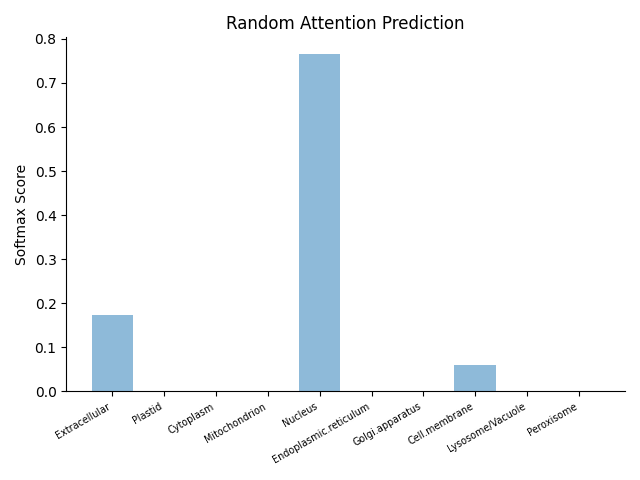 Random Attention Prediction
Softmax Score
0.8
0.7
0.6
0.5
0.4
0.3
0.2
0.1
0.0
Extracellular
Plastid
Cytoplasm
Mitochondrion
Nucleus
Endoplasmic.reticulum
Golgi.apparatus
Cell.membrane
Lysosome/Vacuole
Peroxisome